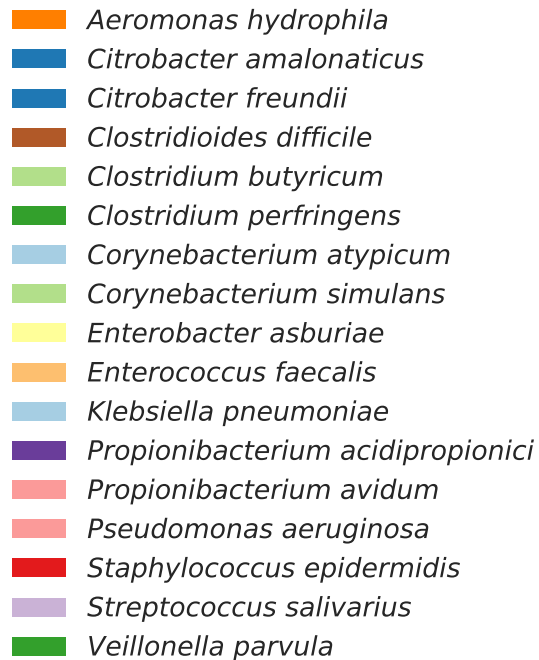 Aeromonas hydrophila
Citrobacter amalonaticus
Citrobacter freundii
Clostridioides difficile
Clostridium butyricum
Clostridium perfringens
Corynebacterium atypicum
Corynebacterium simulans
Enterobacter asburiae
Enterococcus faecalis
Klebsiella pneumoniae
Propionibacterium acidipropionici
Propionibacterium avidum
Pseudomonas aeruginosa
Staphylococcus epidermidis
Streptococcus salivarius
Veillonella parvula